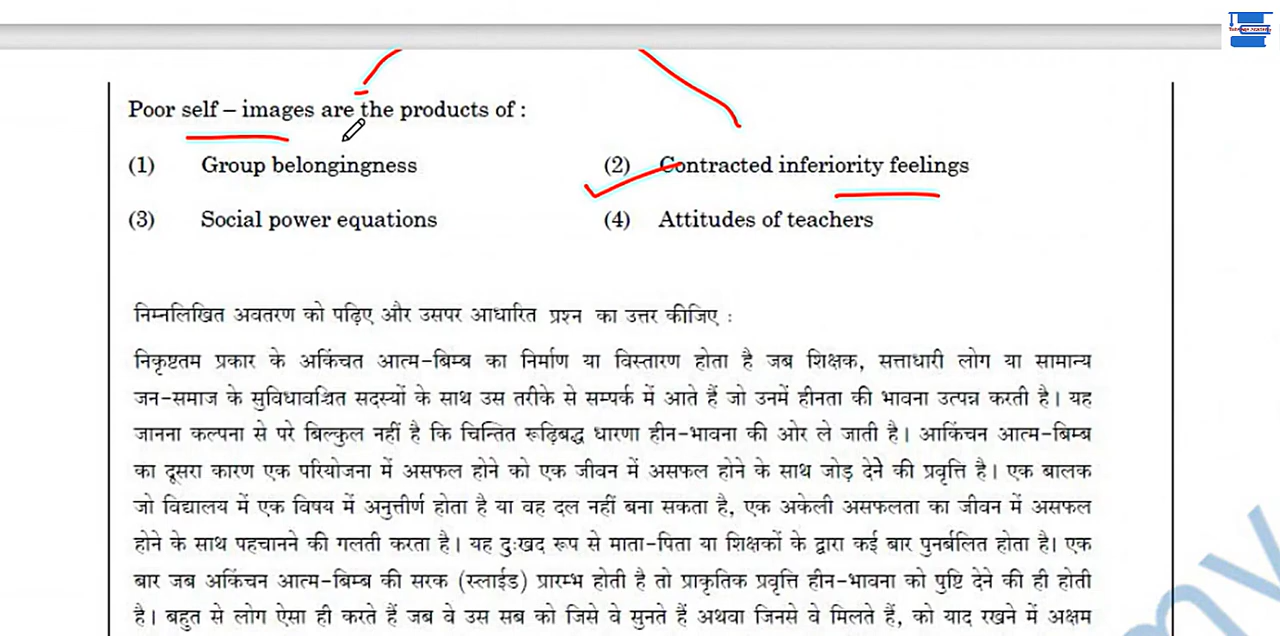 Poor self – images are the products of :
(1) Group belongingness (2) Contracted inferiority feelings
(3) Social power equations (4) Attitudes of teachers
निम्नलिखित अवतरण को पढ़िए और उसपर आधारित प्रश्न का उत्तर कीजिए :
निकृष्टतम प्रकार के अकिंचत आत्म-बिम्ब का निर्माण या विस्तारण होता है जब शिक्षक, सत्ताधारी लोग या सामान्य
जन-समाज के सुविधावञ्चित सदस्यों के साथ उस तरीके से सम्पर्क में आते हैं जो उनमें हीनता की भावना उत्पन्न करती है। यह
जानना कल्पना से परे बिल्कुल नहीं है कि चिन्तित रूढ़िबद्ध धारणा हीन-भावना की ओर ले जाती है। आकिंचन आत्म-बिम्ब
का दूसरा कारण एक परियोजना में असफल होने को एक जीवन में असफल होने के साथ जोड़ देने की प्रवृत्ति है। एक बालक
जो विद्यालय में एक विषय में अनुत्तीर्ण होता है या वह दल नहीं बना सकता है, एक अकेली असफलता का जीवन में असफल
होने के साथ पहचानने की गलती करता है। यह दुःखद रूप से माता-पिता या शिक्षकों के द्वारा कई बार पुनर्बलित होता है। एक
बार जब अकिंचन आत्म-बिम्ब की सरक (स्लाईड) प्रारम्भ होती है तो प्राकृतिक प्रवृत्ति हीन-भावना को पुष्टि देने की ही होती
है। बहुत से लोग ऐसा ही करते हैं जब वे उस सब को जिसे वे सुनते हैं अथवा जिनसे वे मिलते हैं, को याद रखने में अक्षम
my